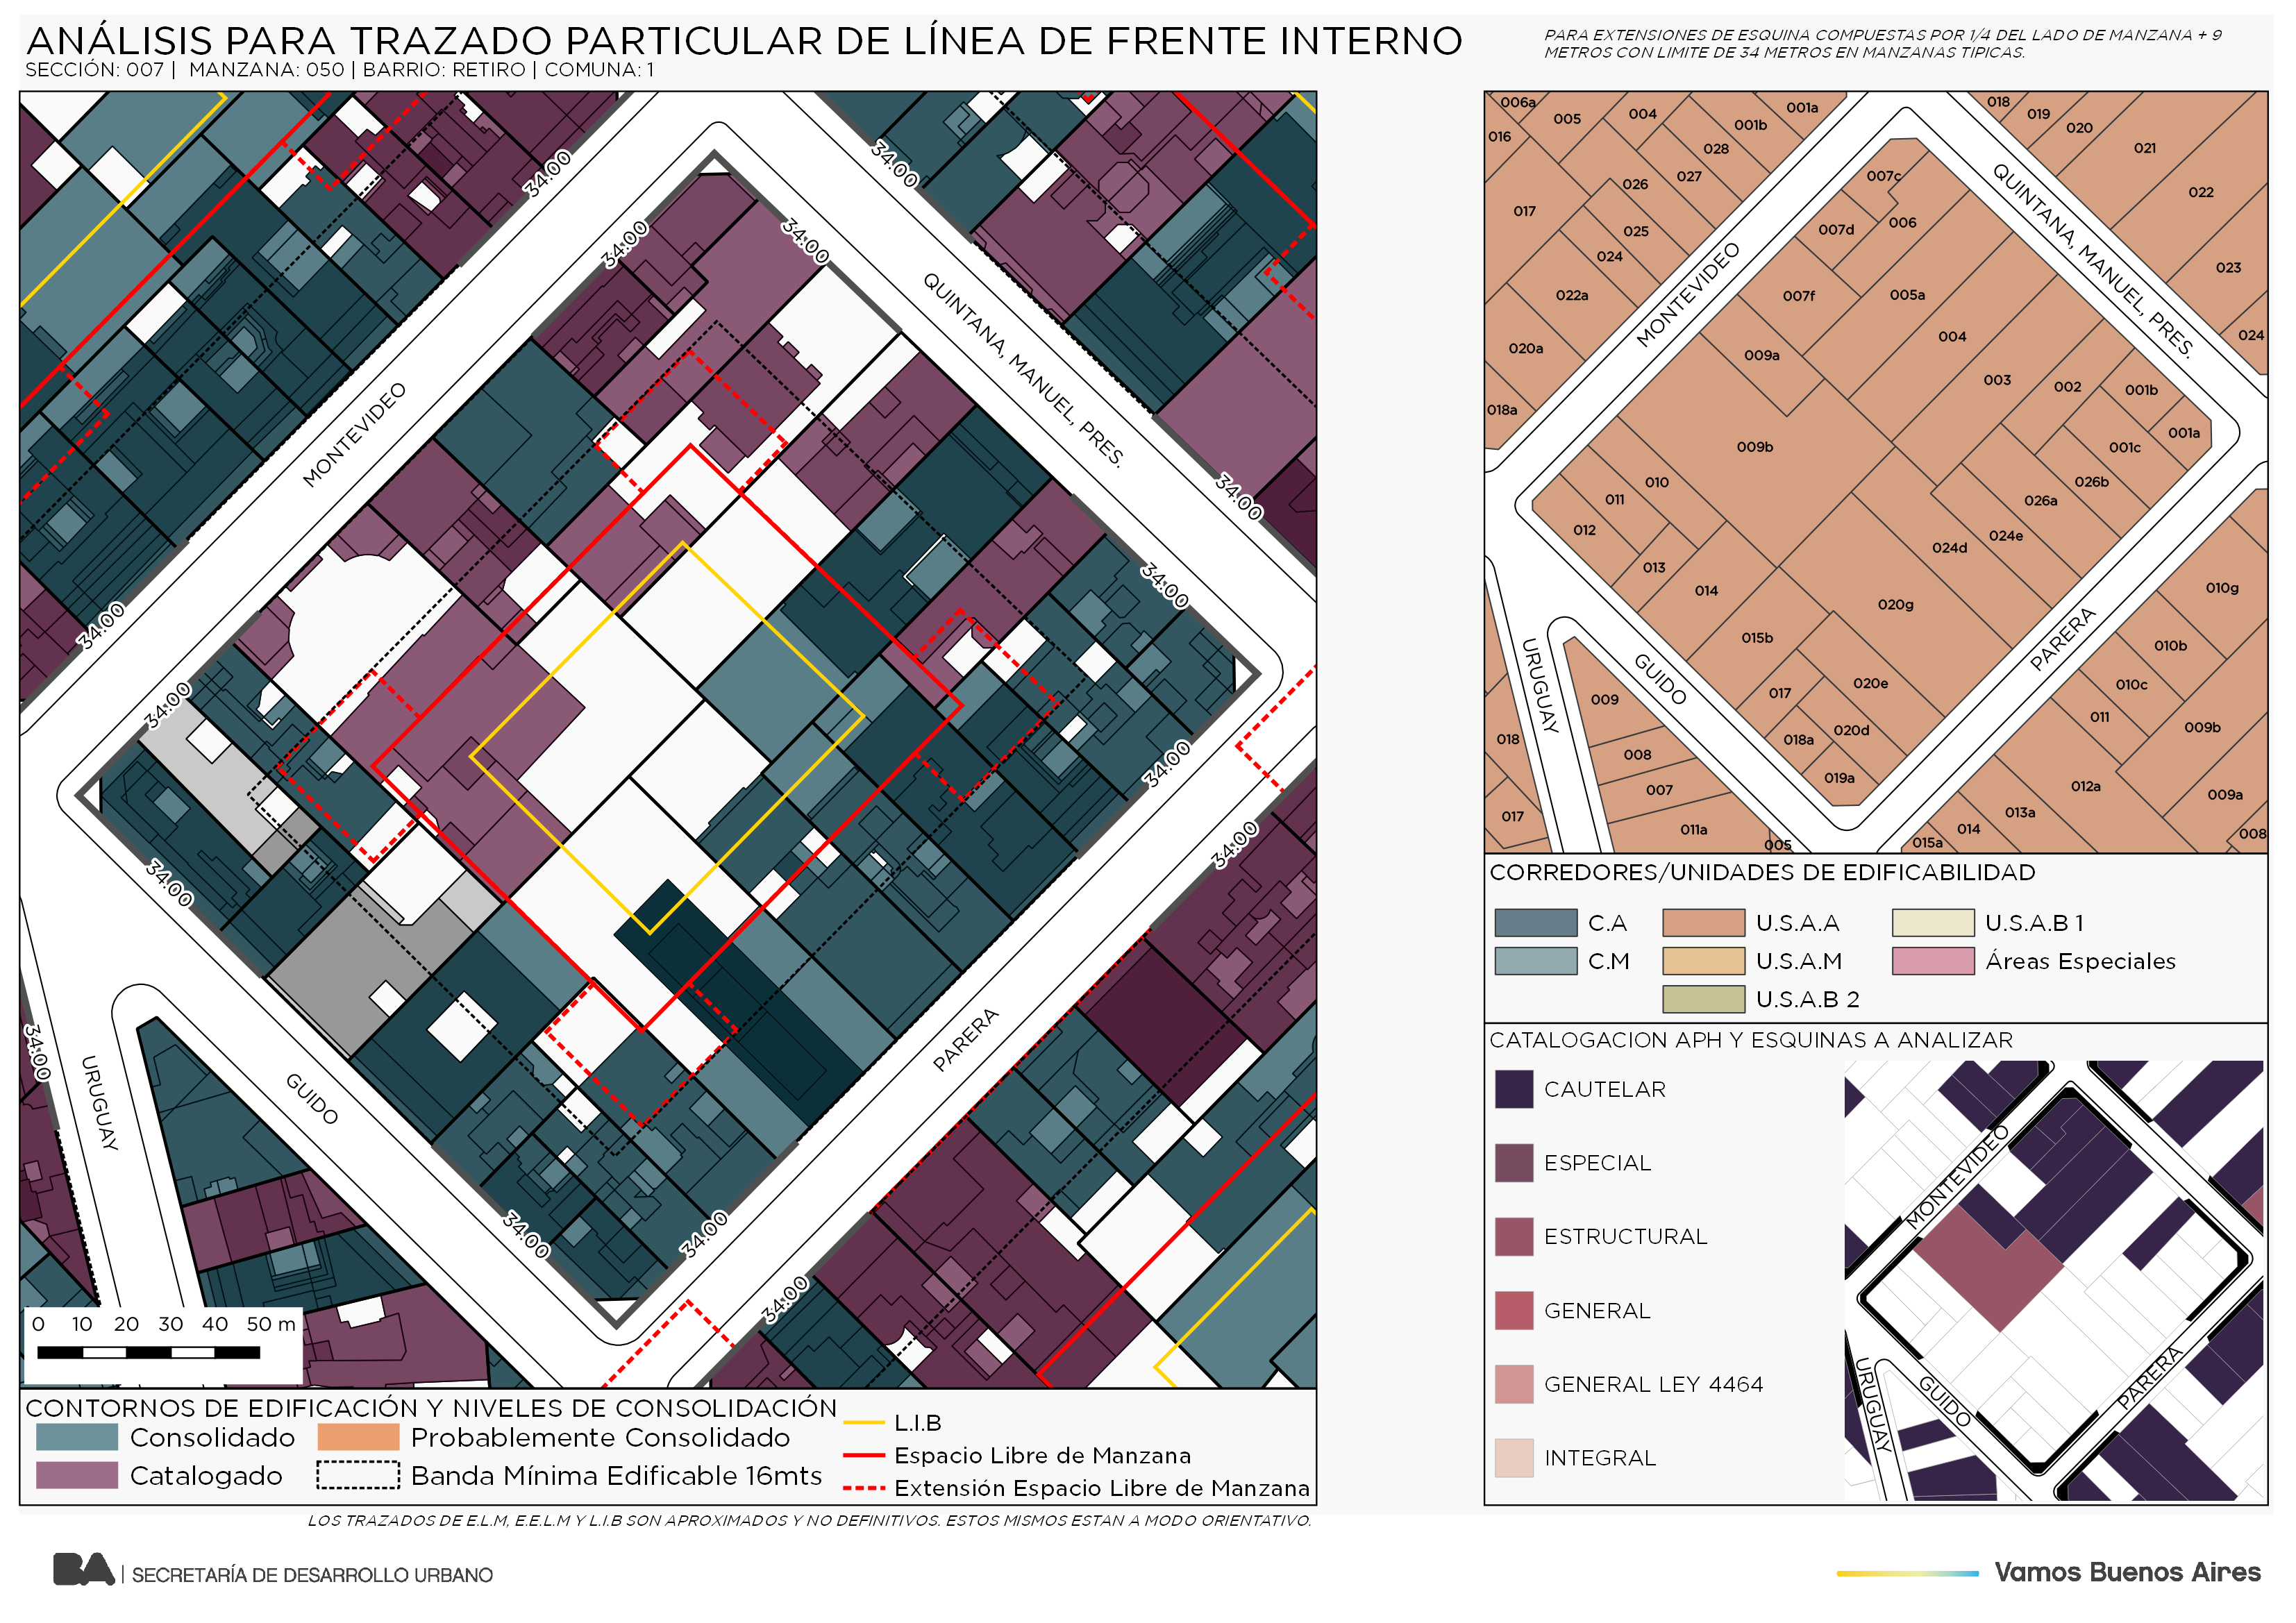 ANÁLISIS PARA TRAZADO PARTICULAR DE LÍNEA DE FRENTE INTERNO
SECCIÓN: 007 | MANZANA: 050 | BARRIO: RETIRO | COMUNA: 1
PARA EXTENSIONES DE ESQUINA COMPUESTAS POR 1/4 DEL LADO DE MANZANA + 9
METROS CON LIMITE DE 34 METROS EN MANZANAS TIPICAS.
34.00
34.00
34.00
34.00
QUINTANA, MANUEL, PRES.
MONTEVIDEO
34.00
34.00
34.00
34.00
34.00
34.00
34.00
34.00
PARERA
34.00
URUGUAY
GUIDO
34.00
34.00
34.00
0 10 20 30 40 50 m
CONTORNOS DE EDIFICACIÓN Y NIVELES DE CONSOLIDACIÓN
Consolidado
Probablemente Consolidado
Catalogado
Banda Mínima Edificable 16mts
L.I.B
Espacio Libre de Manzana
Extensión Espacio Libre de Manzana
LOS TRAZADOS DE E.L.M, E.E.L.M Y L.I.B SON APROXIMADOS Y NO DEFINITIVOS. ESTOS MISMOS ESTAN A MODO ORIENTATIVO.
006a
005
004
001a
001b
016
028
026
027
017
025
024
022a
020a
018a
018
019
020
021
022
023
024
MONTEVIDEO
QUINTANA, MANUEL, PRES.
007c
007d
006
007f
005a
009a
004
003
002
001b
001a
001c
009b
010
011
012
013
014
015b
026b
026a
024e
024d
020g
020e
017
020d
018a
019a
PARERA
GUIDO
URUGUAY
009
008
007
011a
005
018
017
010g
010b
010c
011
009b
012a
009a
013a
014
015a
008
CORREDORES/UNIDADES DE EDIFICABILIDAD
C.A
U.S.A.A
U.S.A.B 1
C.M
U.S.A.M
Áreas Especiales
U.S.A.B 2
CATALOGACION APH Y ESQUINAS A ANALIZAR
CAUTELAR
ESPECIAL
ESTRUCTURAL
GENERAL
GENERAL LEY 4464
INTEGRAL
MONTEVIDEO
URUGUAY
GUIDO
PARERA
BA | SECRETARÍA DE DESARROLLO URBANO
Vamos Buenos Aires